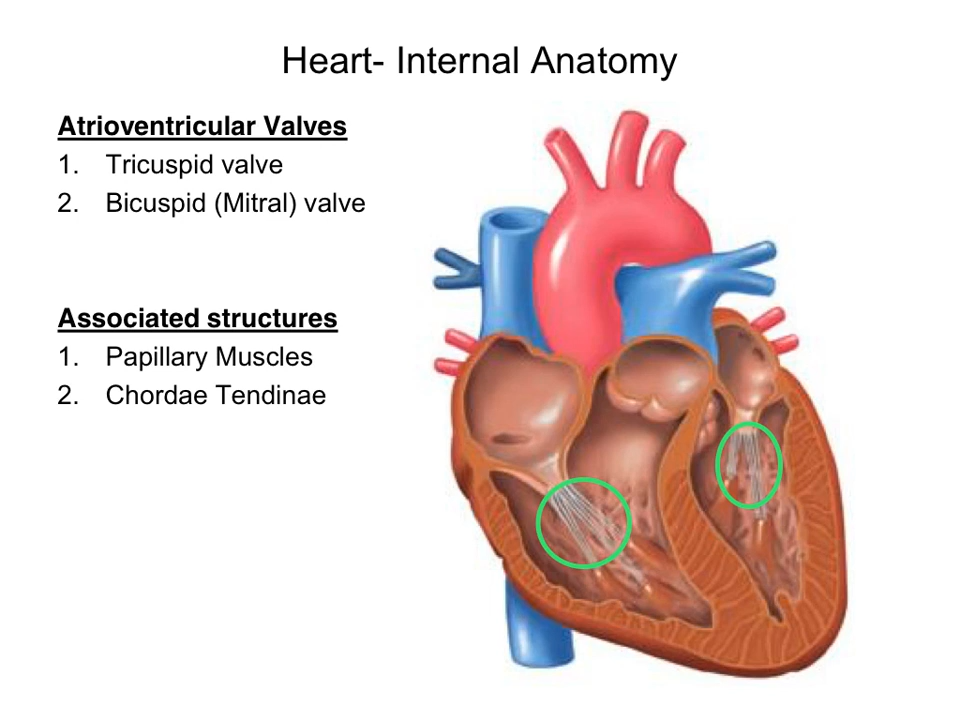 Heart- Internal Anatomy
Atrioventricular Valves
1. Tricuspid valve
2. Bicuspid (Mitral) valve
Associated structures
1. Papillary Muscles
2. Chordae Tendinae